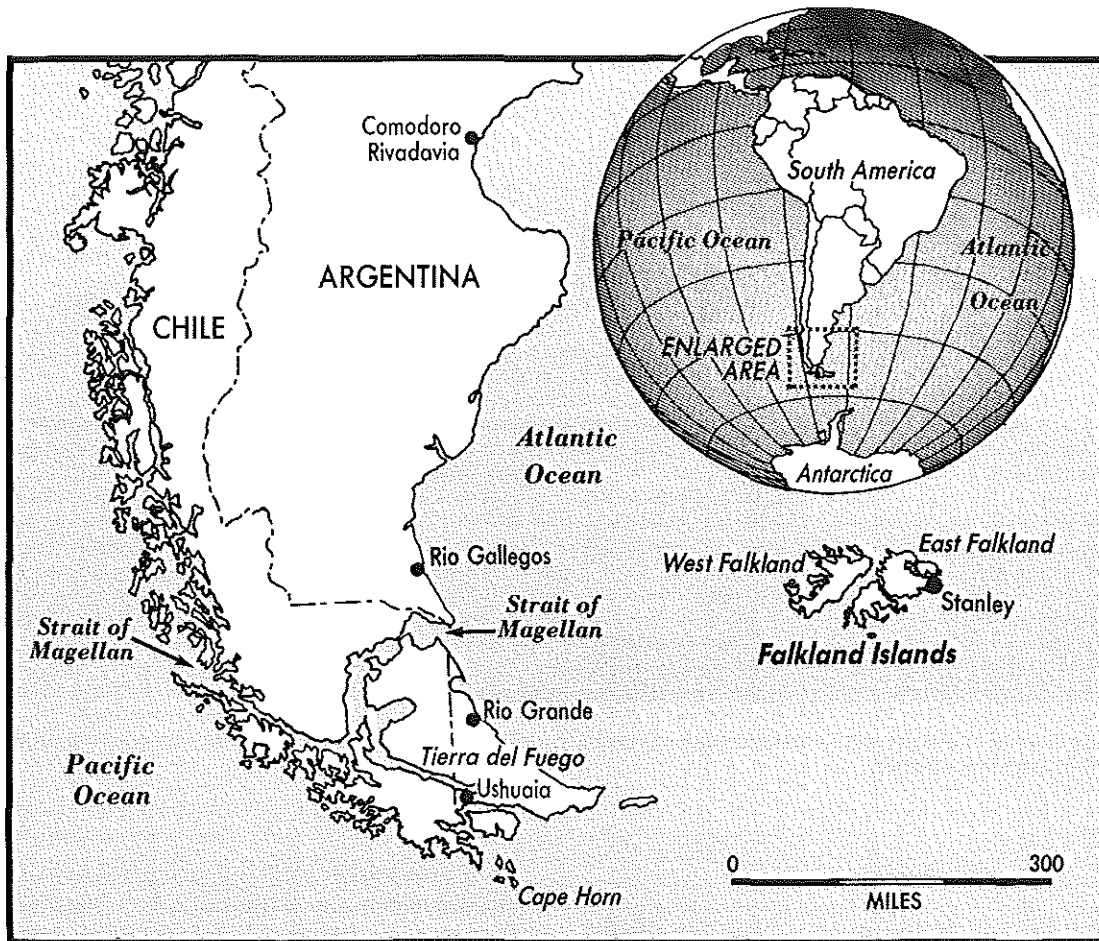 Comodoro
Rivadavia
ARGENTINA
CHILE
Atlantic
Ocean
Rio Gallegos
Strait of
Magellan
Strait of
Magellan
Rio Grande
Tierra del Fuego
Ushuaia
Pacific
Ocean
Cape Horn
South America
Pacific Ocean
Atlantic
Ocean
ENLARGED
AREA
Antarctica
West Falkland
East Falkland
Stanley
Falkland Islands
0 300
MILES